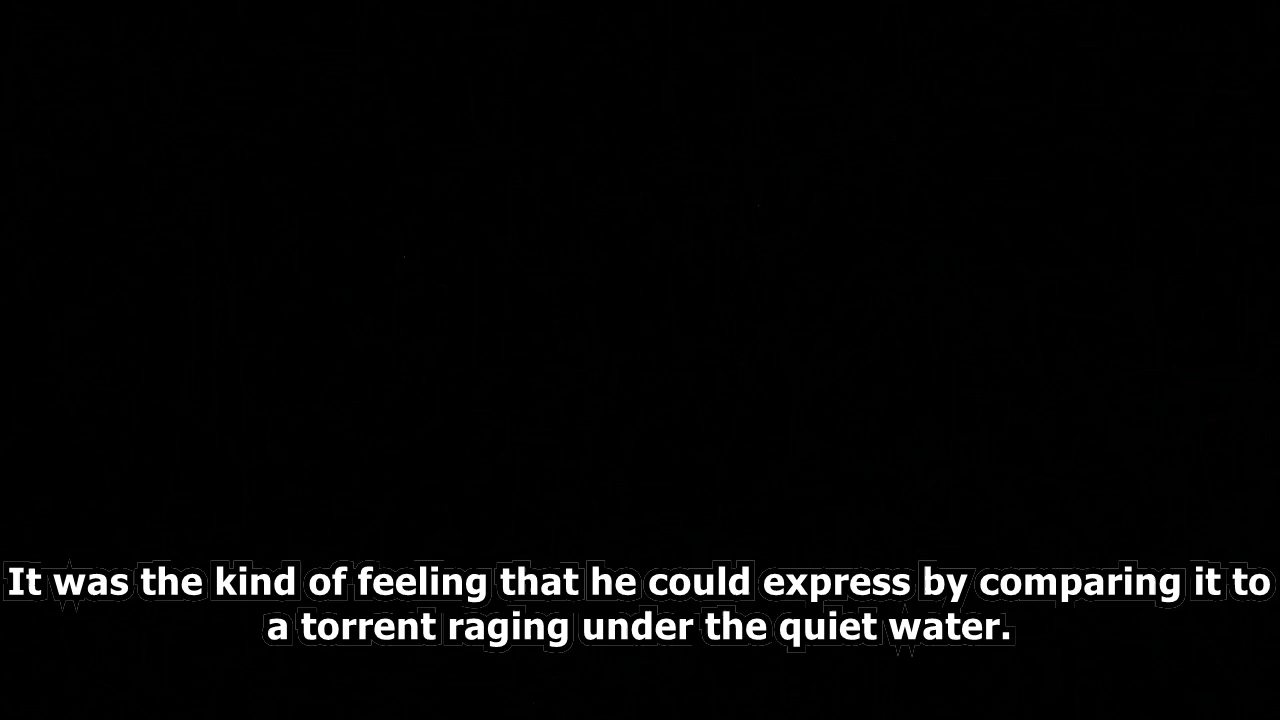 It was the kind of feeling that he could express by comparing it to
a torrent raging under the quiet water.